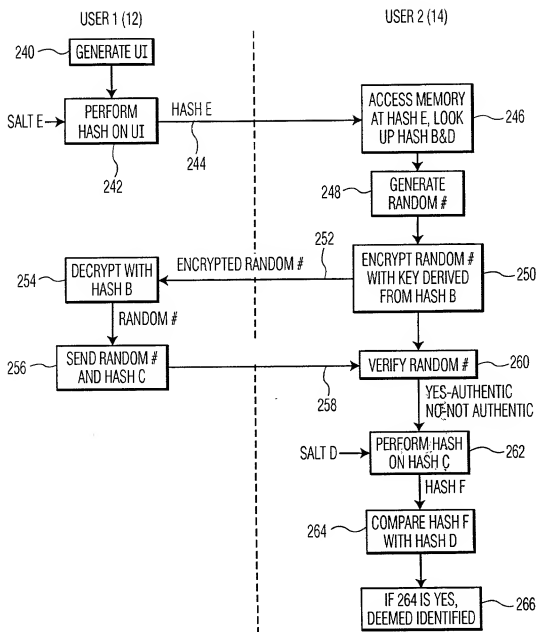 USER 1 (12)
USER 2 (14)
240
GENERATE UI
SALT E
PERFORM
HASH ON UI
242
HASH E
244
ACCESS MEMORY
AT HASH E, LOOK
UP HASH B&D
246
248
GENERATE
RANDOM #
252
ENCRYPTED RANDOM #
ENCRYPT RANDOM #
WITH KEY DERIVED
FROM HASH B
250
254
DECRYPT WITH
HASH B
RANDOM #
256
SEND RANDOM #
AND HASH C
258
VERIFY RANDOM #
260
YES-AUTHENTIC
NO-NOT AUTHENTIC
SALT D
PERFORM HASH
ON HASH C
262
HASH F
264
COMPARE HASH F
WITH HASH D
IF 264 IS YES,
DEEMED IDENTIFIED
266